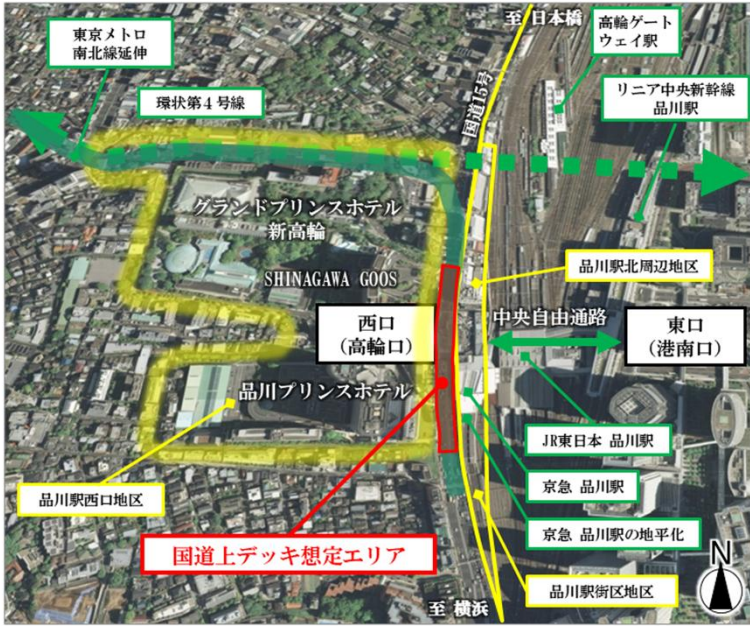 至 日本橋
東京メトロ
南北線延伸
高輪ゲート
ウェイ駅
環状第4号線
国道15号
リニア中央新幹線
品川駅
グランドプリンスホテル
新高輪
SHINAGAWA GOOS
品川駅北周辺地区
西口
(高輪口)
中央自由通路
東口
(港南口)
品川プリンスホテル
JR東日本 品川駅
品川駅西口地区
京急 品川駅
京急 品川駅の地平化
国道上デッキ想定エリア
品川駅街区地区
至 横浜
N